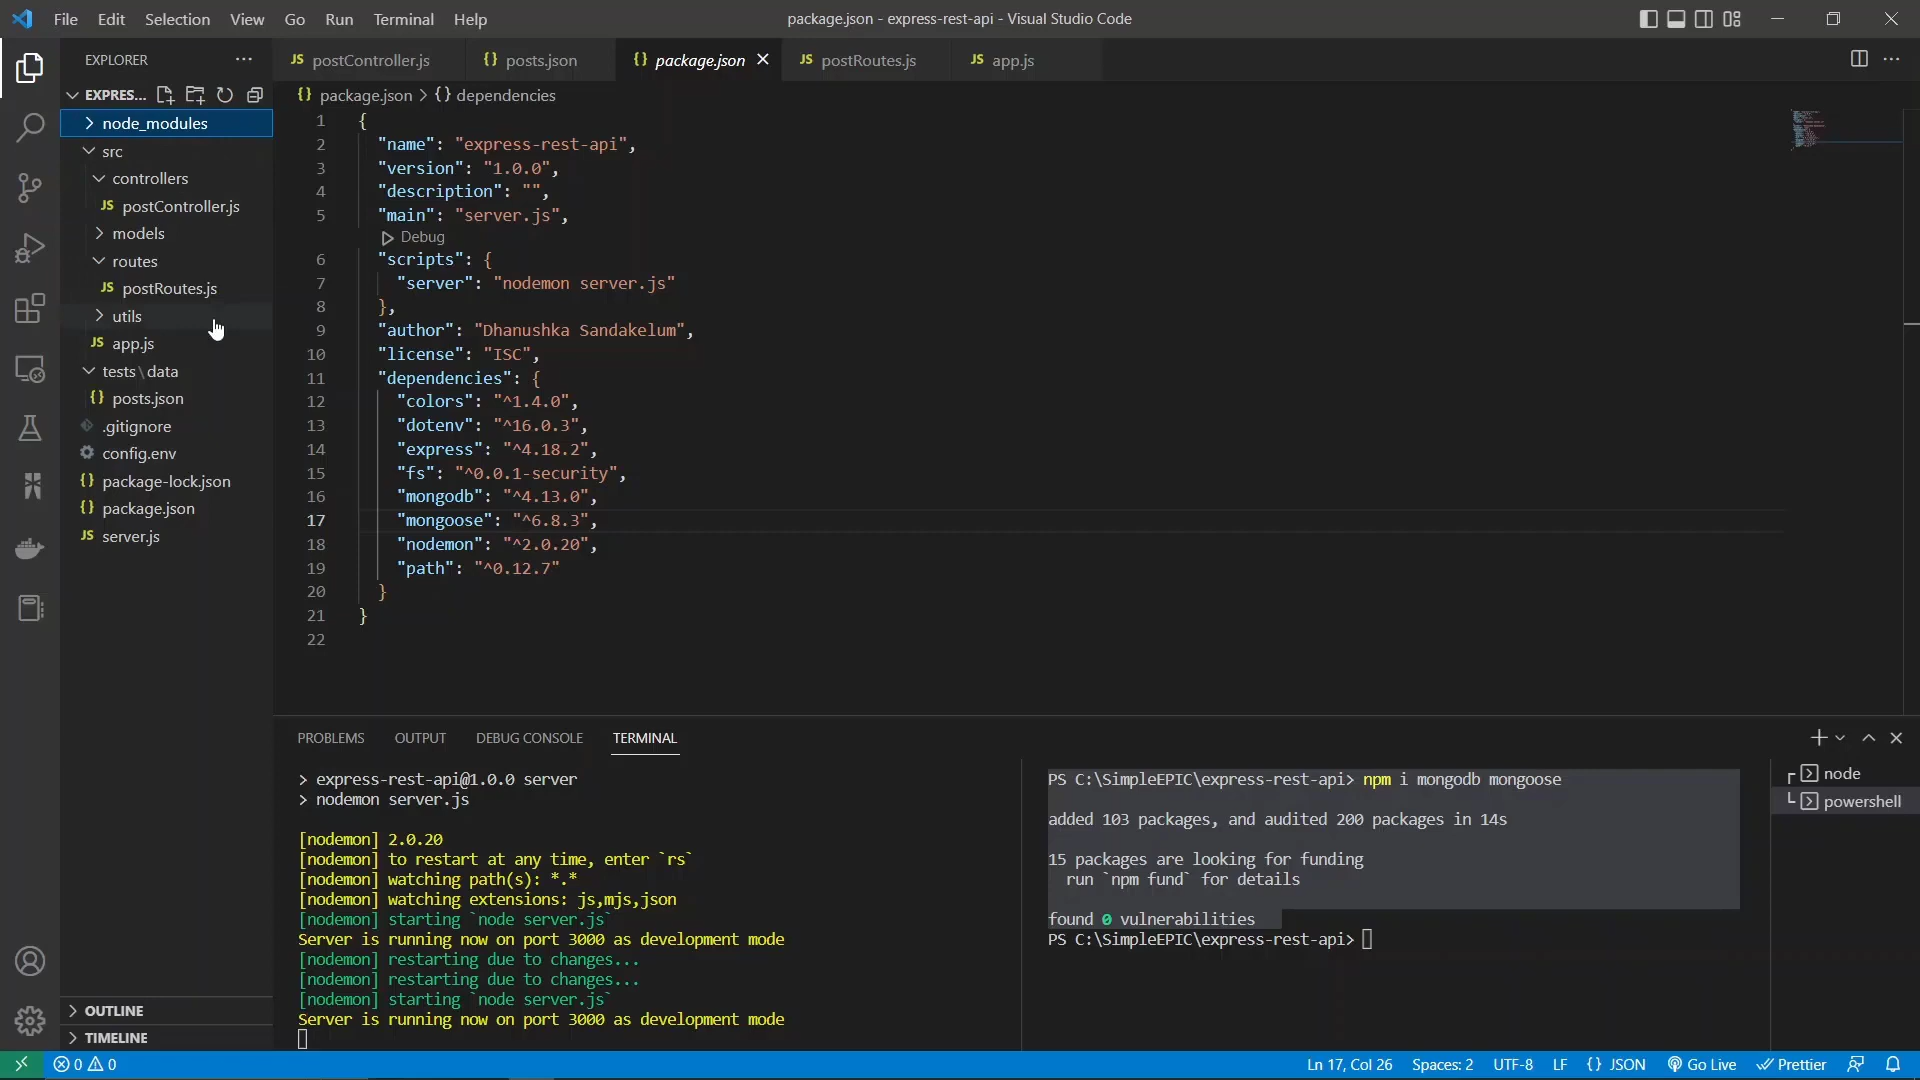 File Edit Selection View Go Run Terminal Help
package.json - express-rest-api - Visual Studio Code
EXPLORER
JS postController.js
{} posts.json
{} package.json
JS postRoutes.js
JS app.js
EXPRES...
{} package.json > {} dependencies
node_modules
src
controllers
JS postController.js
models
routes
JS postRoutes.js
utils
JS app.js
tests \ data
{} posts.json
.gitignore
config.env
{} package-lock.json
{} package.json
JS server.js
OUTLINE
TIMELINE
1 {
2 "name": "express-rest-api",
3 "version": "1.0.0",
4 "description": "",
5 "main": "server.js",
Debug
6 "scripts": {
7 "server": "nodemon server.js"
8 },
9 "author": "Dhanushka Sandakelum",
10 "license": "ISC",
11 "dependencies": {
12 "colors": "^1.4.0",
13 "dotenv": "^16.0.3",
14 "express": "^4.18.2",
15 "fs": "^0.0.1-security",
16 "mongodb": "^4.13.0",
17 "mongoose": "^6.8.3",
18 "nodemon": "^2.0.20",
19 "path": "^0.12.7"
20 }
21 }
22
PROBLEMS OUTPUT DEBUG CONSOLE TERMINAL
> express-rest-api@1.0.0 server
> nodemon server.js
[nodemon] 2.0.20
[nodemon] to restart at any time, enter `rs`
[nodemon] watching path(s): *.*
[nodemon] watching extensions: js,mjs,json
[nodemon] starting `node server.js`
Server is running now on port 3000 as development mode
[nodemon] restarting due to changes...
[nodemon] restarting due to changes...
[nodemon] starting `node server.js`
Server is running now on port 3000 as development mode
PS C:\SimpleEPIC\express-rest-api> npm i mongodb mongoose
added 103 packages, and audited 200 packages in 14s
15 packages are looking for funding
run `npm fund` for details
found 0 vulnerabilities
PS C:\SimpleEPIC\express-rest-api>
node
powershell
0 0
Ln 17, Col 26 Spaces: 2 UTF-8 LF {} JSON Go Live Prettier